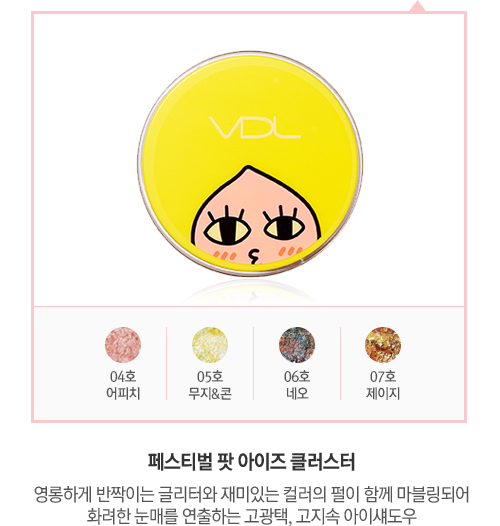 VDL
04호
어피치
05호
무지&콘
06호
네오
07호
제이지
페스티벌 팟 아이즈 클러스터
영롱하게 반짝이는 글리터와 재미있는 컬러의 펄이 함께 마블링되어
화려한 눈매를 연출하는 고광택, 고지속 아이섀도우